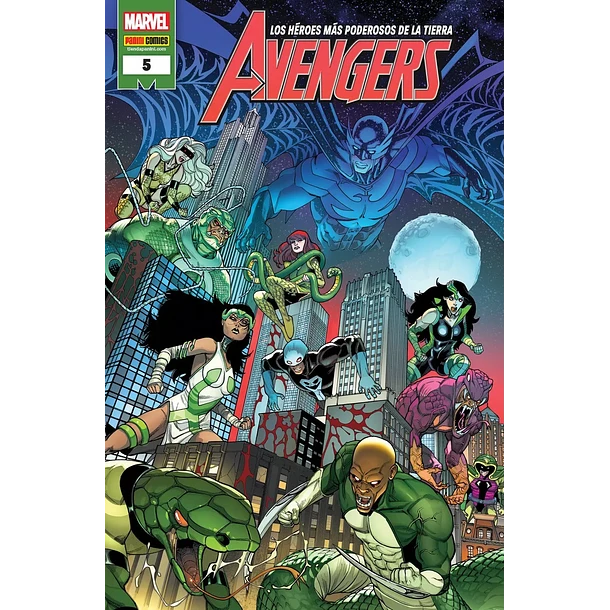 MARVEL
PANINI COMICS
tiendapanini.com
5
LOS HÉROES MÁS PODEROSOS DE LA TIERRA
AVENGERS